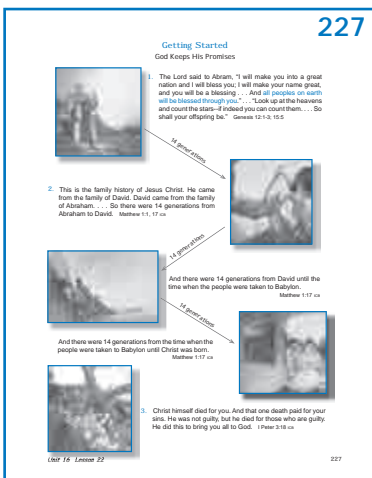 227
Getting Started
God Keeps His Promises
1. The Lord said to Abram, "I will make you into a great
nation and I will bless you; I will make your name great,
and you will be a blessing . . . And all peoples on earth
will be blessed through you." . . . "Look up at the heavens
and count the stars--if indeed you can count them. . . . So
shall your offspring be." Genesis 12:1-3; 15:5
14 generations
2. This is the family history of Jesus Christ. He came
from the family of David. David came from the family
of Abraham. . . . So there were 14 generations from
Abraham to David. Matthew 1:1, 17 ICB
14 generations
And there were 14 generations from David until the
time when the people were taken to Babylon.
Matthew 1:17 ICB
14 generations
And there were 14 generations from the time when the
people were taken to Babylon until Christ was born.
Matthew 1:17 ICB
3. Christ himself died for you. And that one death paid for your
sins. He was not guilty, but he died for those who are guilty.
He did this to bring you all to God. I Peter 3:18 ICB
Unit 16 Lesson 22
227